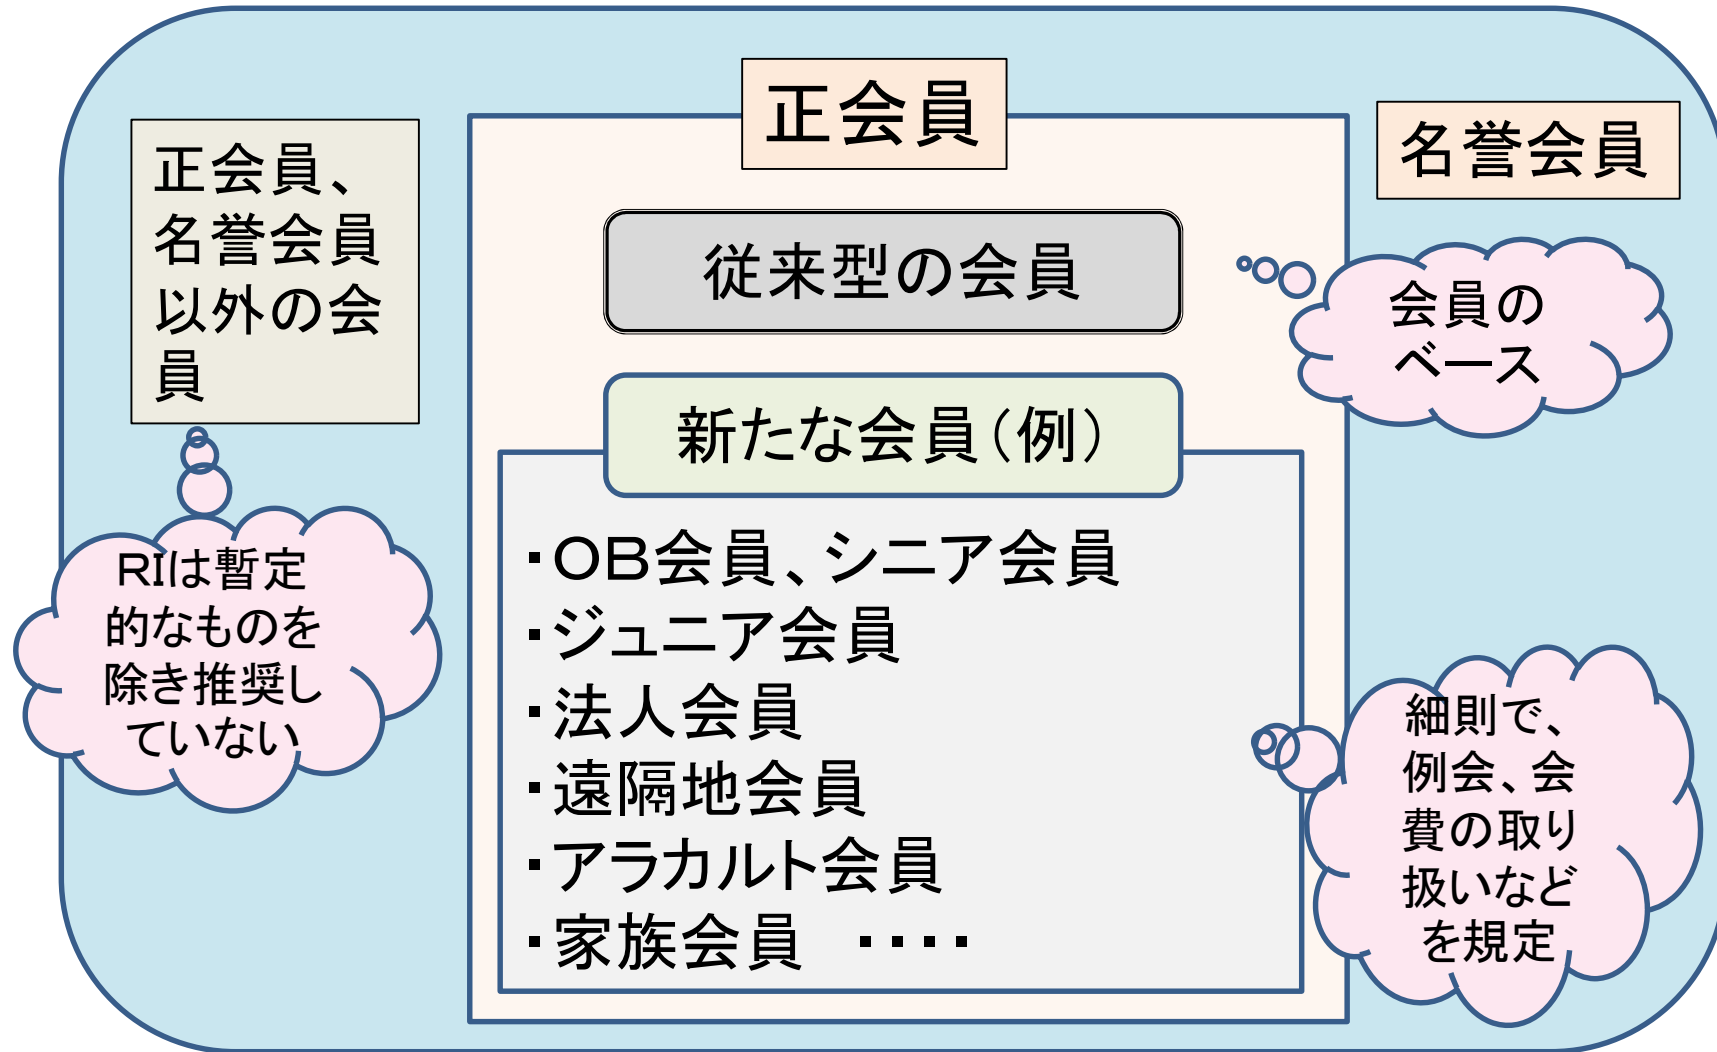 正会員
名誉会員
正会員、
名誉会員
以外の会
員
従来型の会員
会員の
ベース
新たな会員（例）
RIは暫定
的なものを
除き推奨し
ていない
・ＯＢ会員、シニア会員
・ジュニア会員
・法人会員
・遠隔地会員
・アラカルト会員
・家族会員　・・・・
細則で、
例会、会
費の取り
扱いなど
を規定